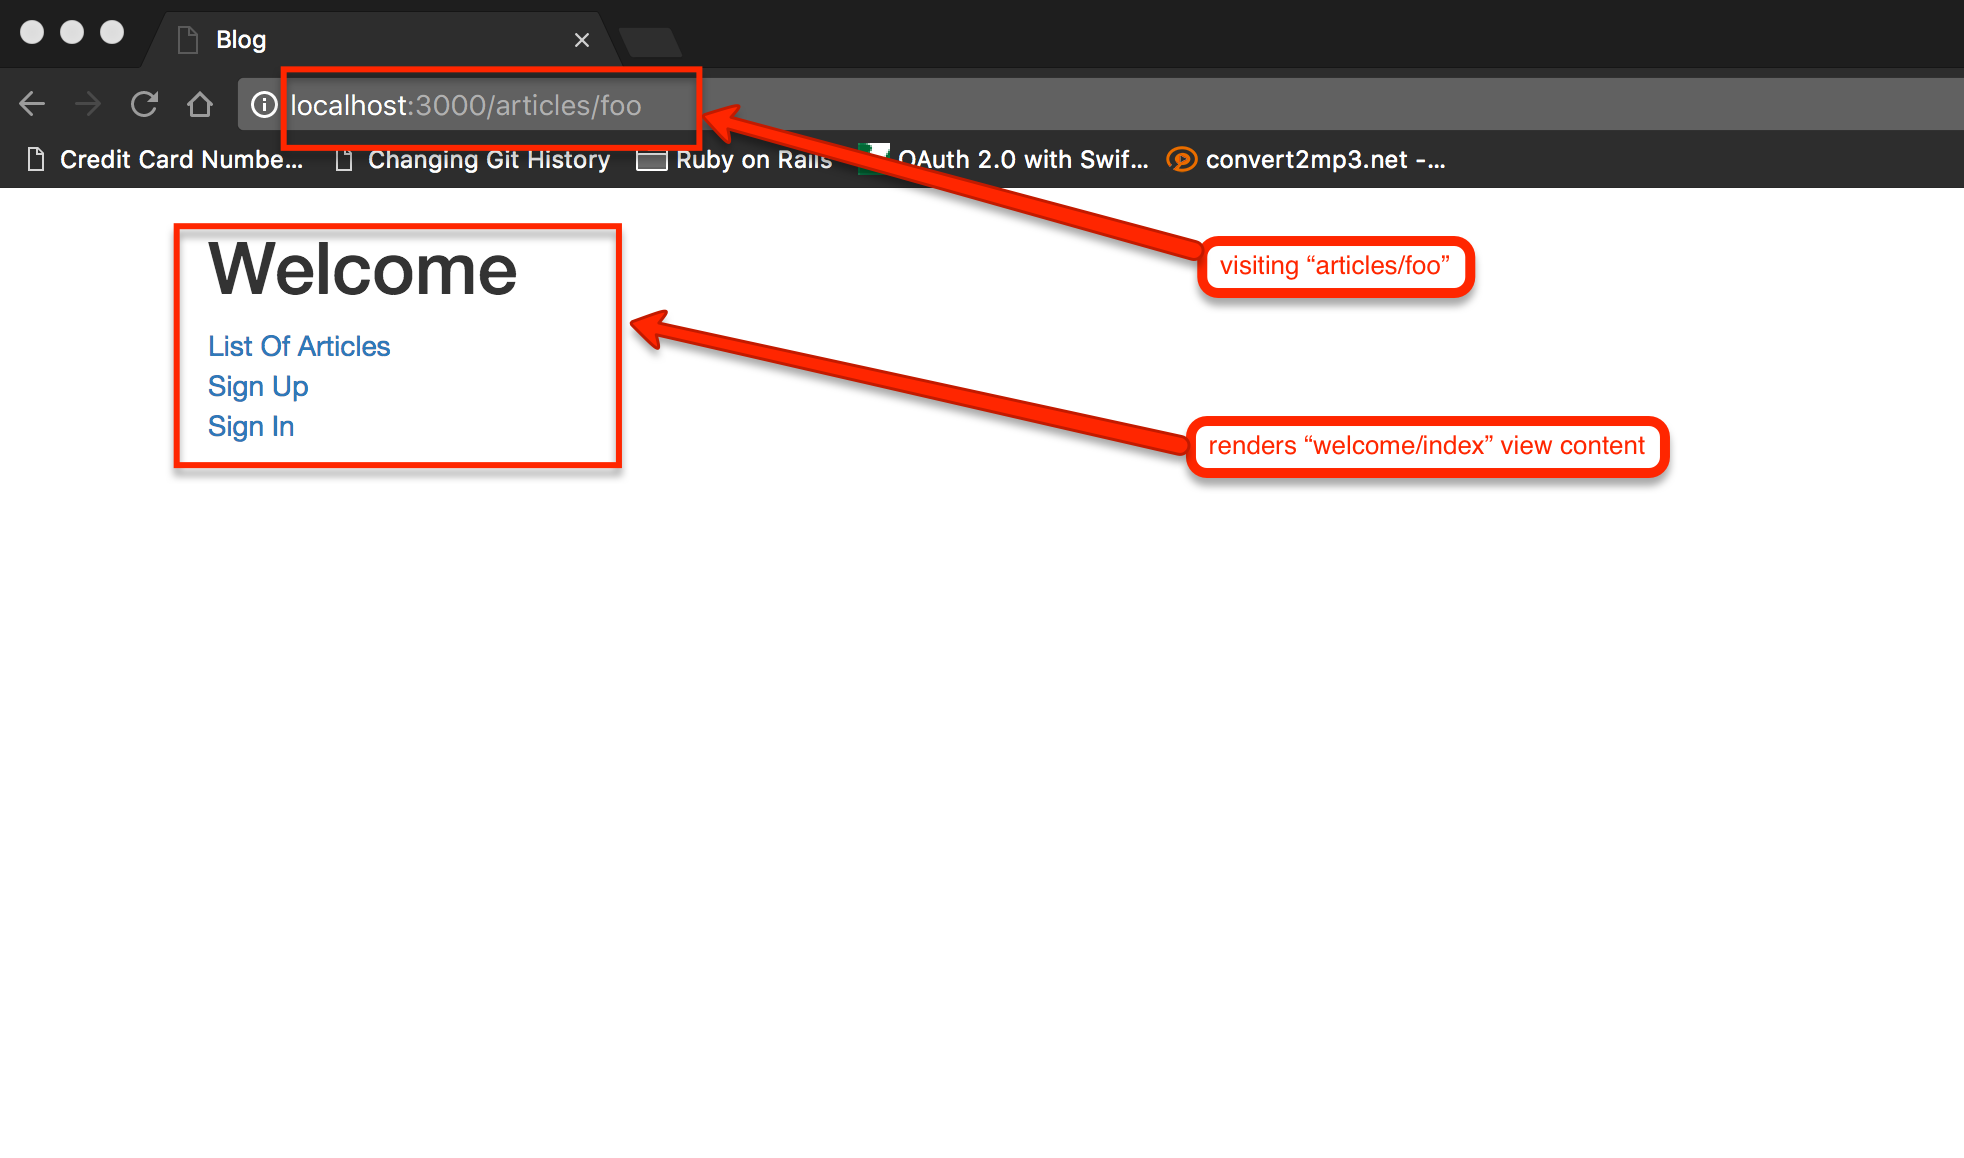 Blog
localhost:3000/articles/foo
Credit Card Numbe... Changing Git History Ruby on Rails OAuth 2.0 with Swif... convert2mp3.net -...
Welcome
visiting “articles/foo”
List Of Articles
Sign Up
Sign In
renders “welcome/index” view content